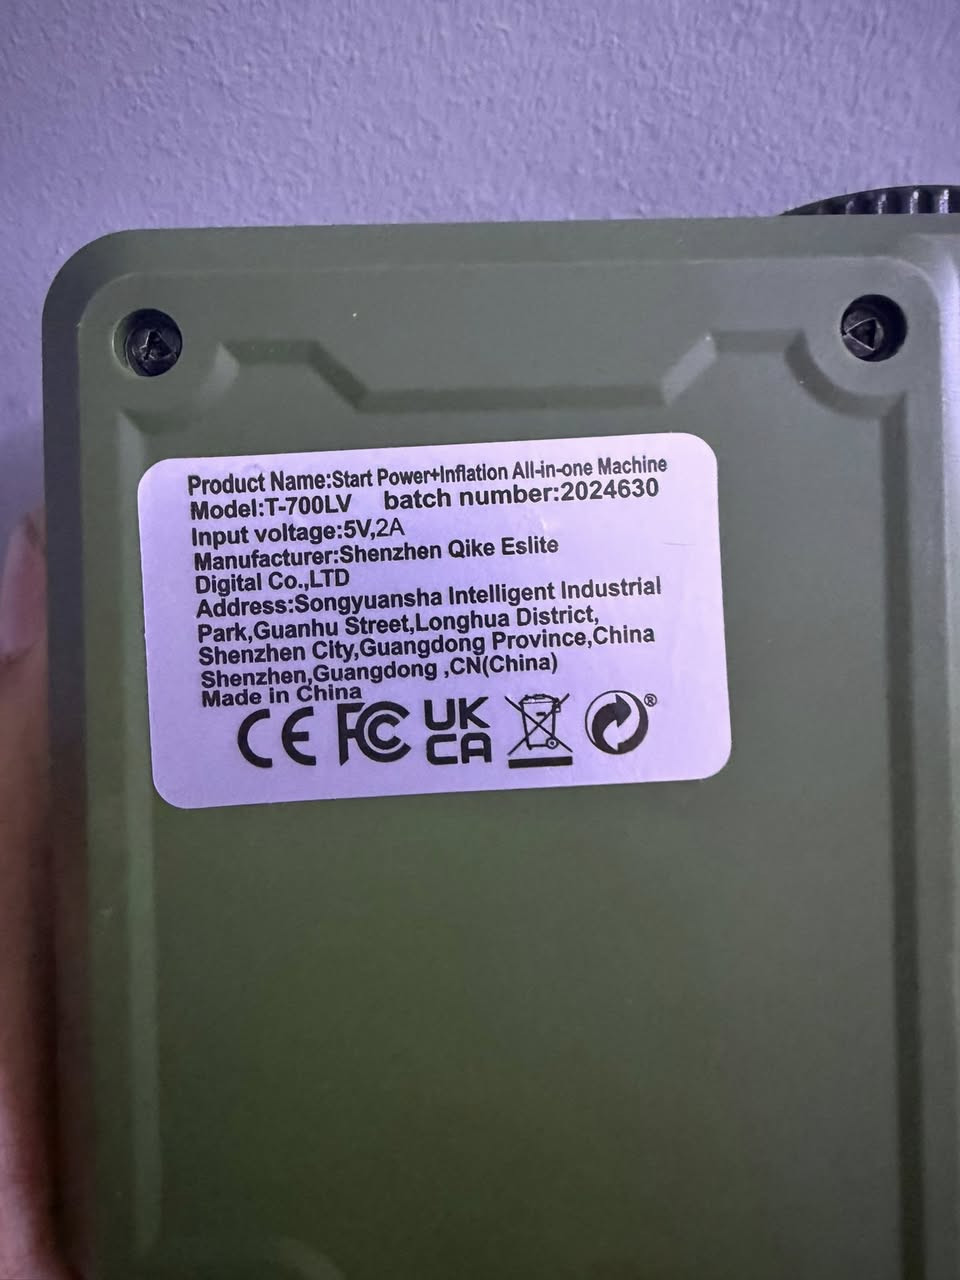 Product Name:Start Power+Inflation All-in-one Machine
Model:T-700LV batch number:2024630
Input voltage:5V,2A
Manufacturer:Shenzhen Qike Eslite
Digital Co.,LTD
Address:Songyuansha Intelligent Industrial
Park,Guanhu Street,Longhua District,
Shenzhen City,Guangdong Province,China
Shenzhen,Guangdong ,CN(China)
Made in China
CE FC UK CA ®